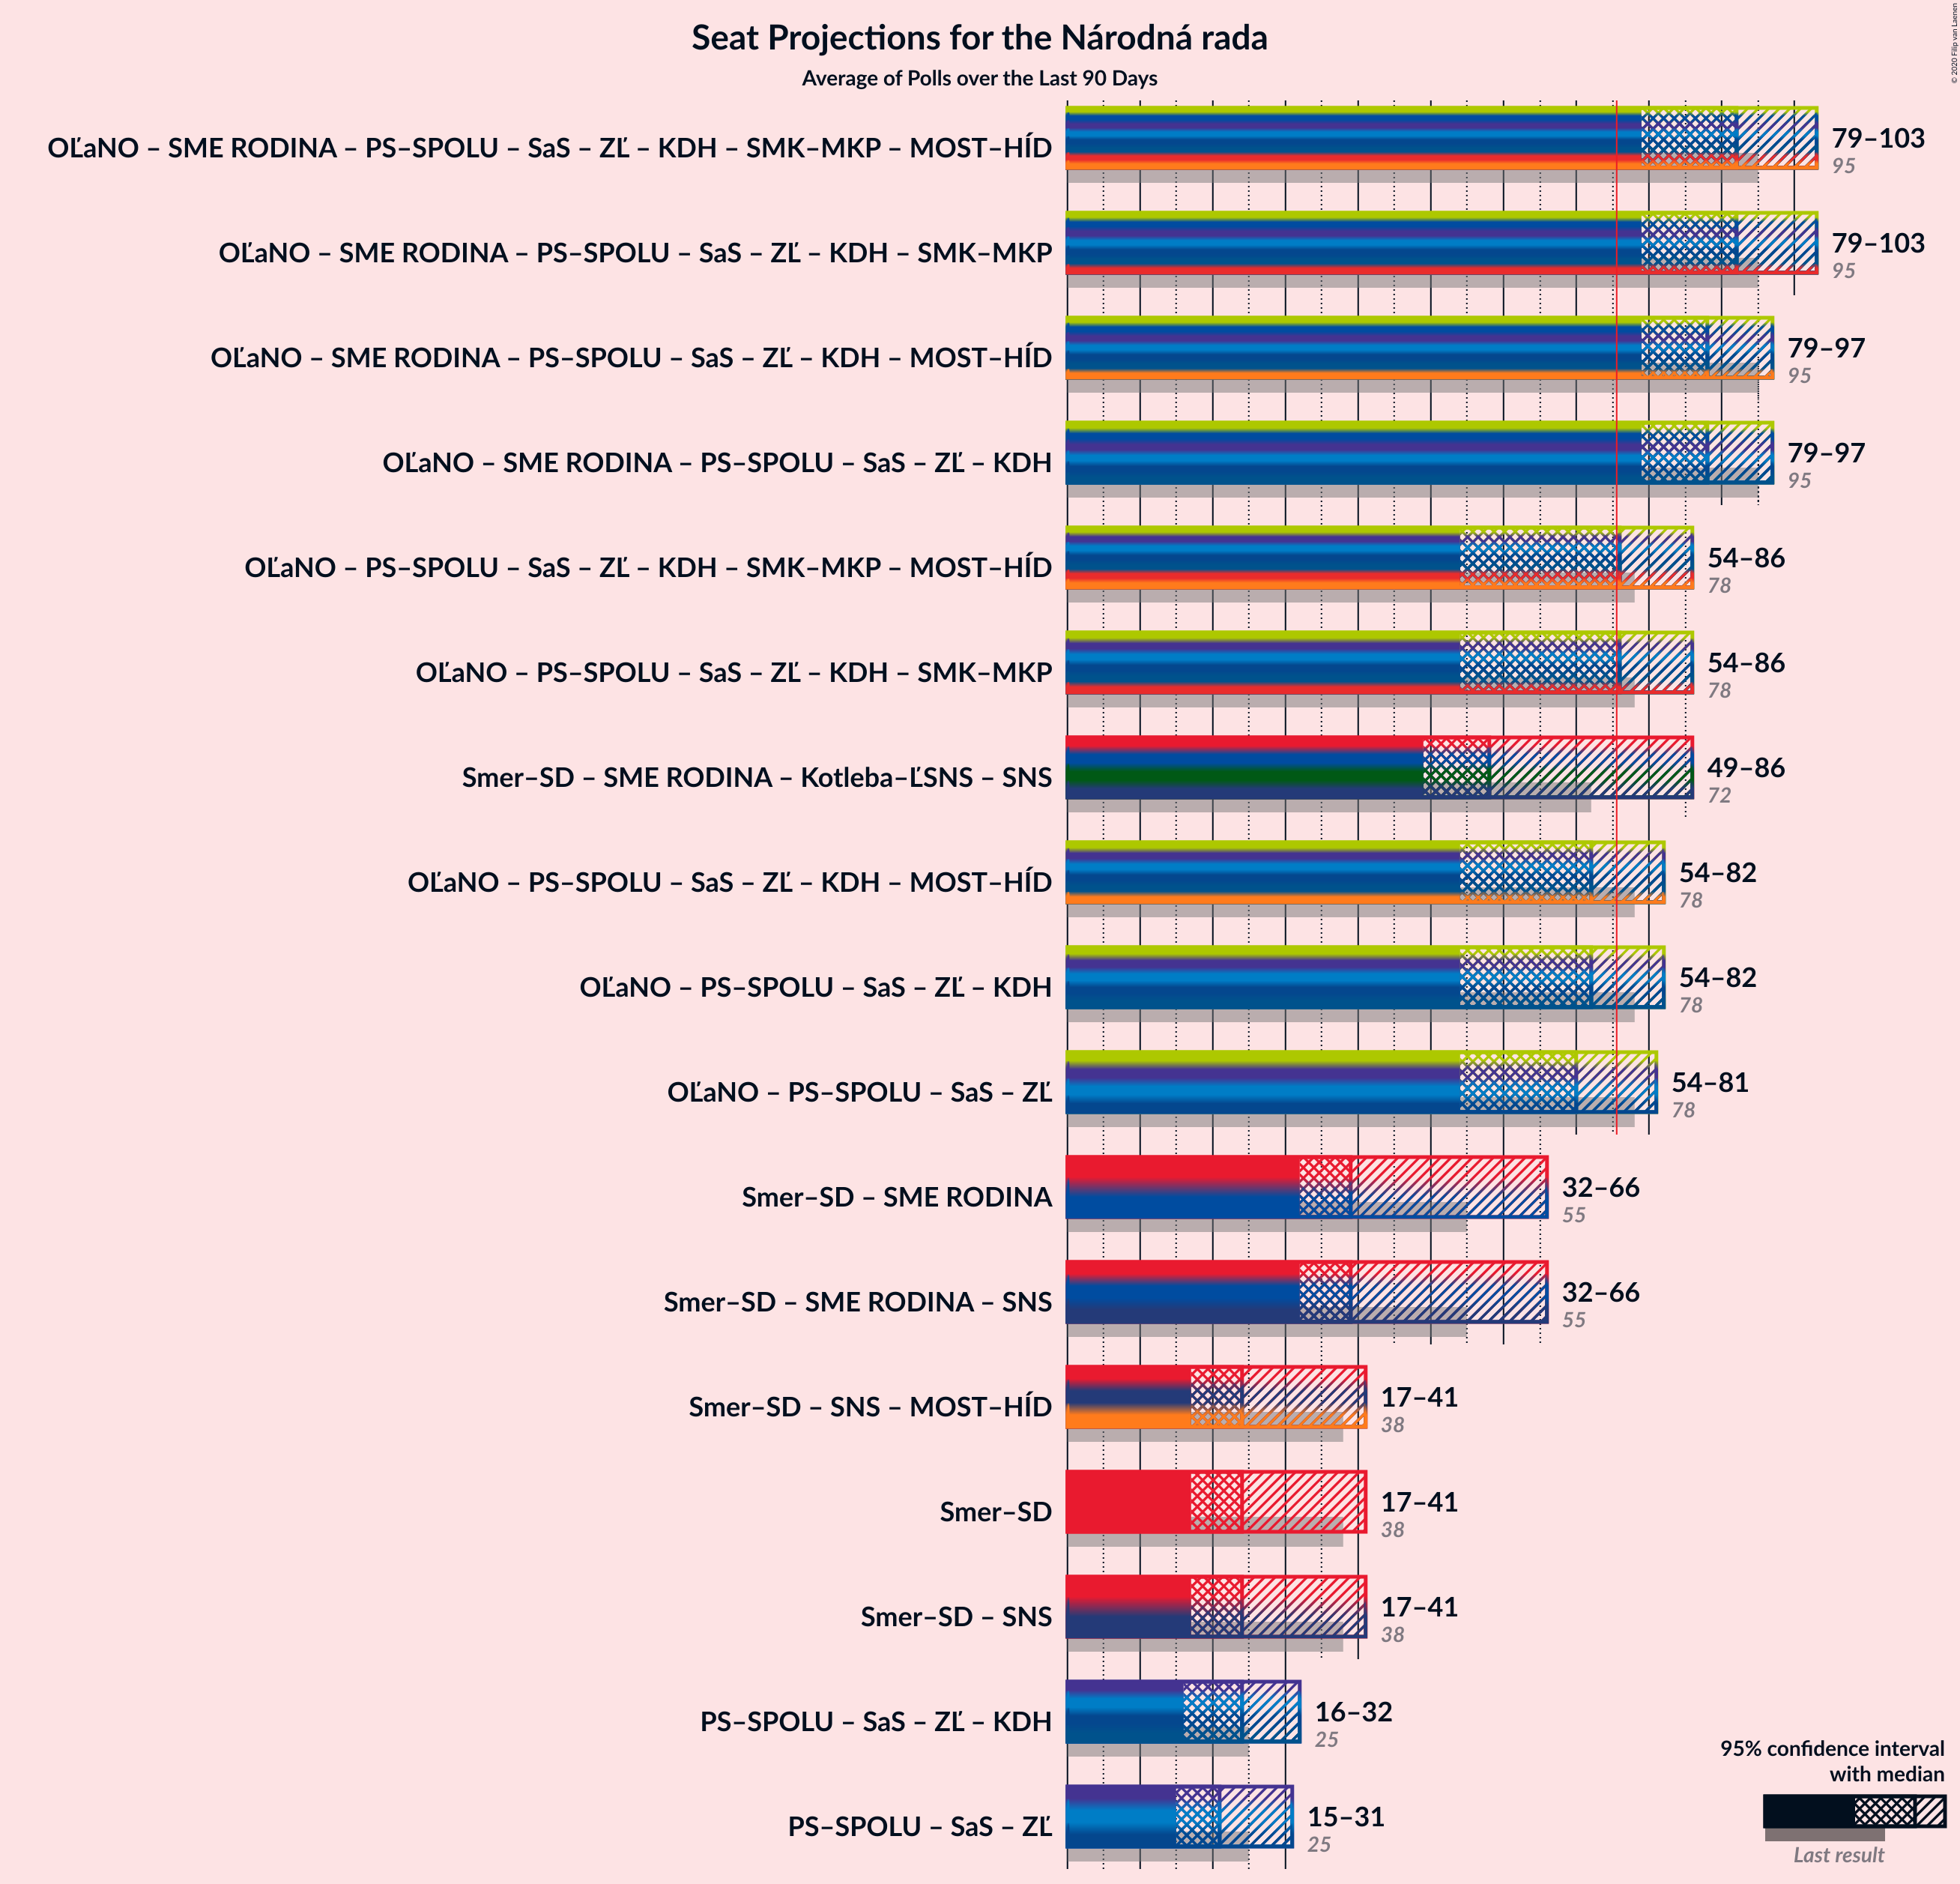 Seat Projections for the Národná rada
Average of Polls over the Last 90 Days
© 2020 Filip van Laenen
OĽaNO – SME RODINA – PS–SPOLU – SaS – ZĽ – KDH – SMK–MKP – MOST–HÍD
79–103
95
OĽaNO – SME RODINA – PS–SPOLU – SaS – ZĽ – KDH – SMK–MKP
79–103
95
OĽaNO – SME RODINA – PS–SPOLU – SaS – ZĽ – KDH – MOST–HÍD
79–97
95
OĽaNO – SME RODINA – PS–SPOLU – SaS – ZĽ – KDH
79–97
95
OĽaNO – PS–SPOLU – SaS – ZĽ – KDH – SMK–MKP – MOST–HÍD
54–86
78
OĽaNO – PS–SPOLU – SaS – ZĽ – KDH – SMK–MKP
54–86
78
Smer–SD – SME RODINA – Kotleba–ĽSNS – SNS
49–86
72
OĽaNO – PS–SPOLU – SaS – ZĽ – KDH – MOST–HÍD
54–82
78
OĽaNO – PS–SPOLU – SaS – ZĽ – KDH
54–82
78
OĽaNO – PS–SPOLU – SaS – ZĽ
54–81
78
Smer–SD – SME RODINA
32–66
55
Smer–SD – SME RODINA – SNS
32–66
55
Smer–SD – SNS – MOST–HÍD
17–41
38
Smer–SD
17–41
38
Smer–SD – SNS
17–41
38
PS–SPOLU – SaS – ZĽ – KDH
16–32
25
PS–SPOLU – SaS – ZĽ
15–31
25
95% confidence interval
with median
Last result